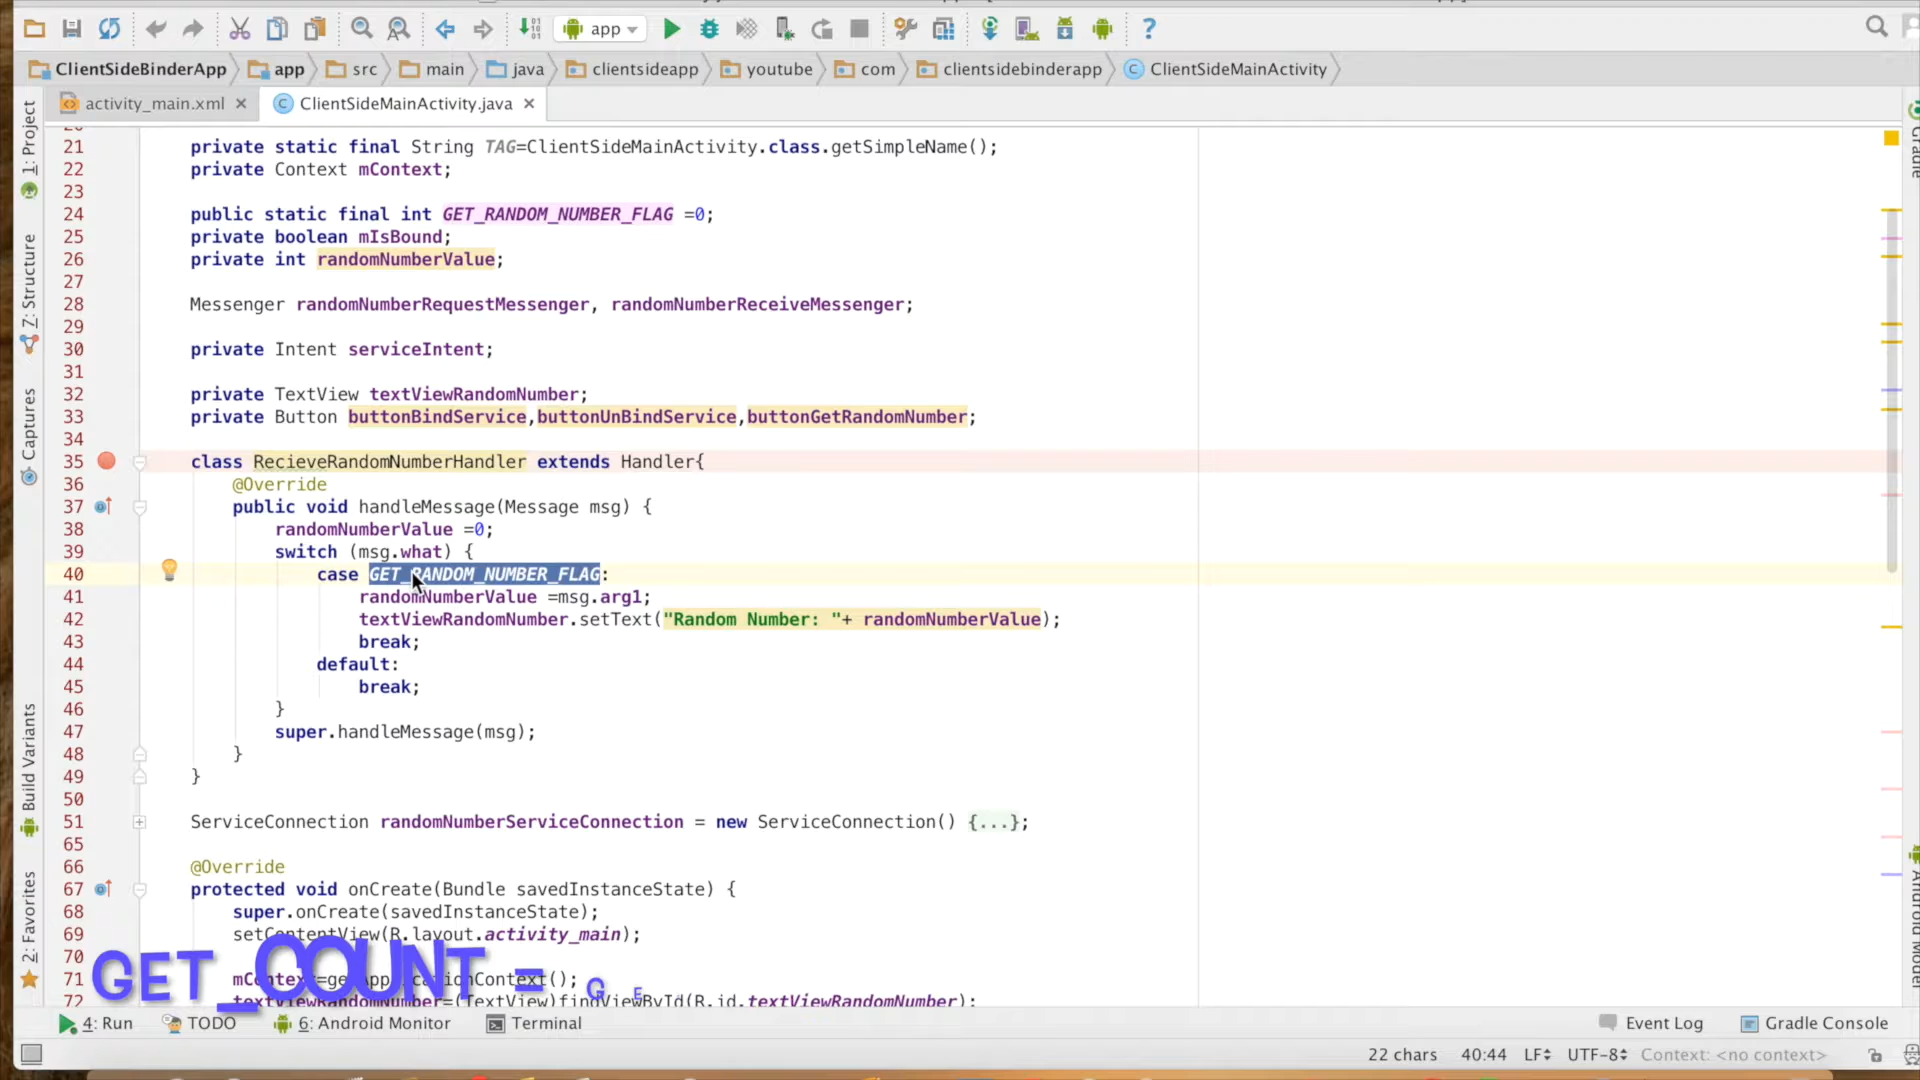 app
ClientSideBinderApp app src main java clientsideapp youtube com clientsidebinderapp ClientSideMainActivity
activity_main.xml ClientSideMainActivity.java
21 private static final String TAG=ClientSideMainActivity.class.getSimpleName();
22 private Context mContext;
23
24 public static final int GET_RANDOM_NUMBER_FLAG =0;
25 private boolean mIsBound;
26 private int randomNumberValue;
27
28 Messenger randomNumberRequestMessenger, randomNumberReceiveMessenger;
29
30 private Intent serviceIntent;
31
32 private TextView textViewRandomNumber;
33 private Button buttonBindService,buttonUnBindService,buttonGetRandomNumber;
34
35 class RecieveRandomNumberHandler extends Handler{
36 @Override
37 public void handleMessage(Message msg) {
38 randomNumberValue =0;
39 switch (msg.what) {
40 case GET_RANDOM_NUMBER_FLAG:
41 randomNumberValue =msg.arg1;
42 textViewRandomNumber.setText("Random Number: "+ randomNumberValue);
43 break;
44 default:
45 break;
46 }
47 super.handleMessage(msg);
48 }
49 }
50
51 ServiceConnection randomNumberServiceConnection = new ServiceConnection() {...};
65
66 @Override
67 protected void onCreate(Bundle savedInstanceState) {
68 super.onCreate(savedInstanceState);
69 setContentView(R.layout.activity_main);
70
71 mContext=getApplicationContext();
72 textViewRandomNumber=(TextView)findViewById(R.id.textViewRandomNumber);
GET_COUNT = G E
1: Project
7: Structure
Captures
Build Variants
2: Favorites
Gradle
Android Model
4: Run TODO 6: Android Monitor Terminal Event Log Gradle Console
22 chars 40:44 LF UTF-8 Context: <no context>